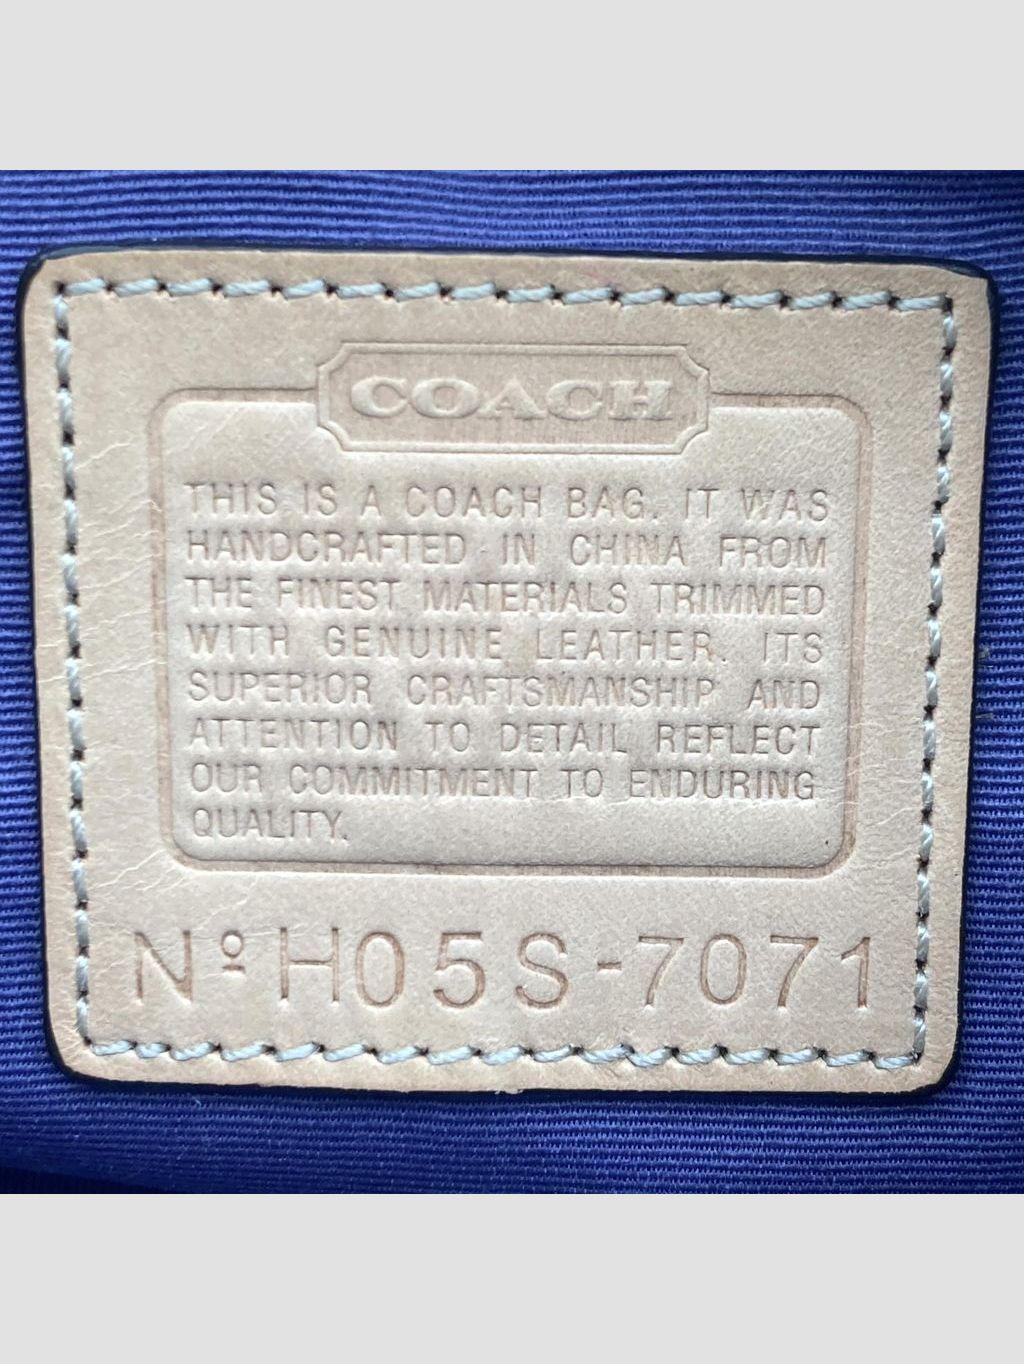 COACH
THIS IS A COACH BAG. IT WAS
HANDCRAFTED IN CHINA FROM
THE FINEST MATERIALS TRIMMED
WITH GENUINE LEATHER. ITS
SUPERIOR CRAFTSMANSHIP AND
ATTENTION TO DETAIL REFLECT
OUR COMMITMENT TO ENDURING
QUALITY.
Nº H05S-7071